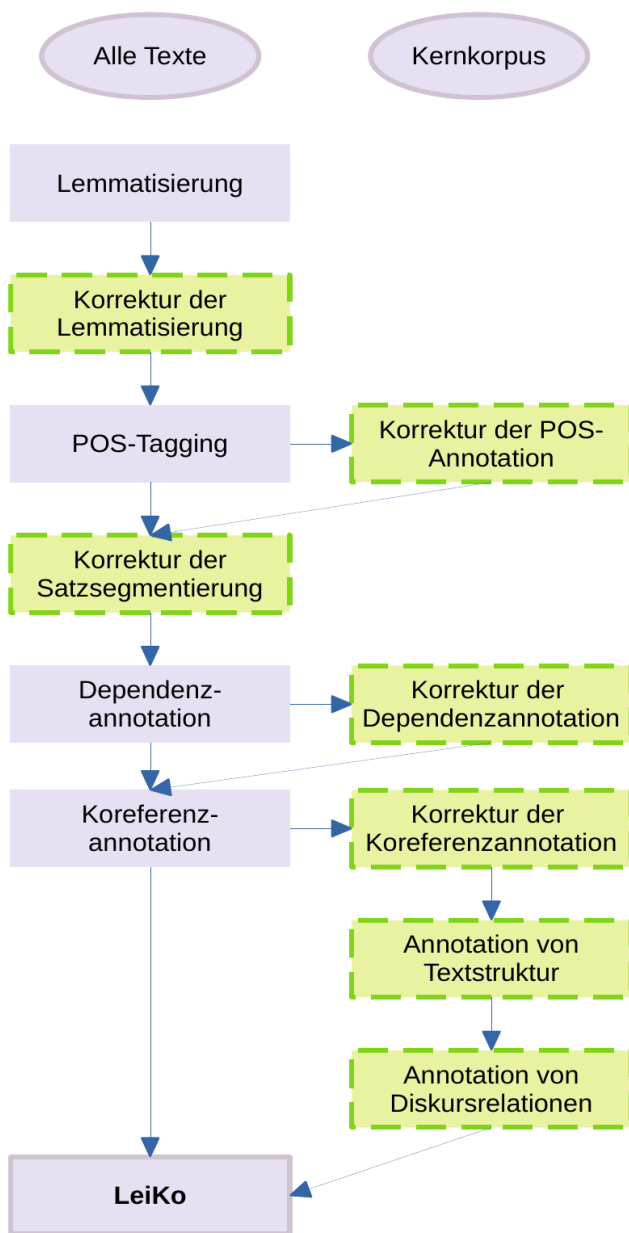 Alle Texte
Kernkorpus
Lemmatisierung
Korrektur der
Lemmatisierung
POS-Tagging
Korrektur der POS-
Annotation
Korrektur der
Satzsegmentierung
Dependenz-
annotation
Korrektur der
Dependenzannotation
Koreferenz-
annotation
Korrektur der
Koreferenzannotation
Annotation von
Textstruktur
Annotation von
Diskursrelationen
LeiKo